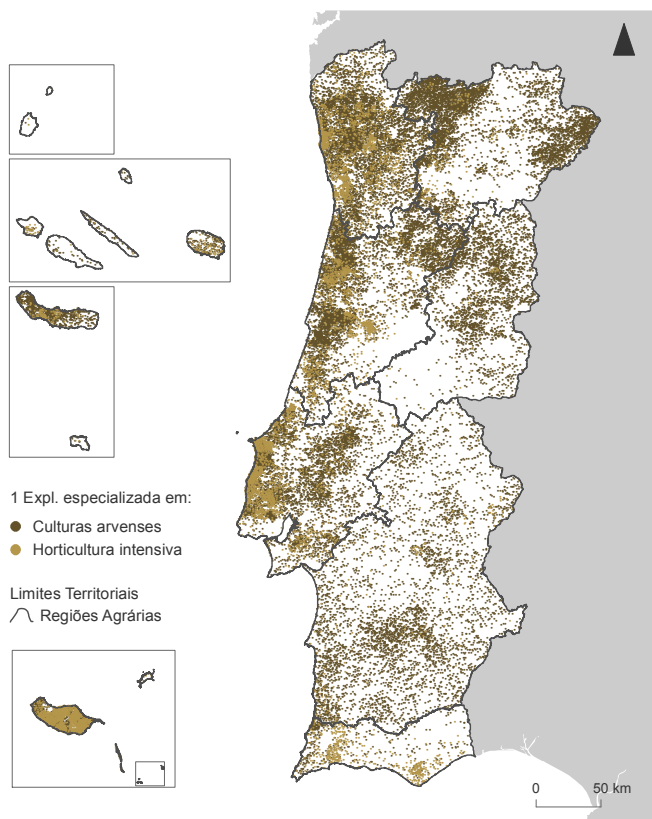 1 Expl. especializada em:
Culturas arvenses
Horticultura intensiva
Limites Territoriais
Regiões Agrárias
0 50 km